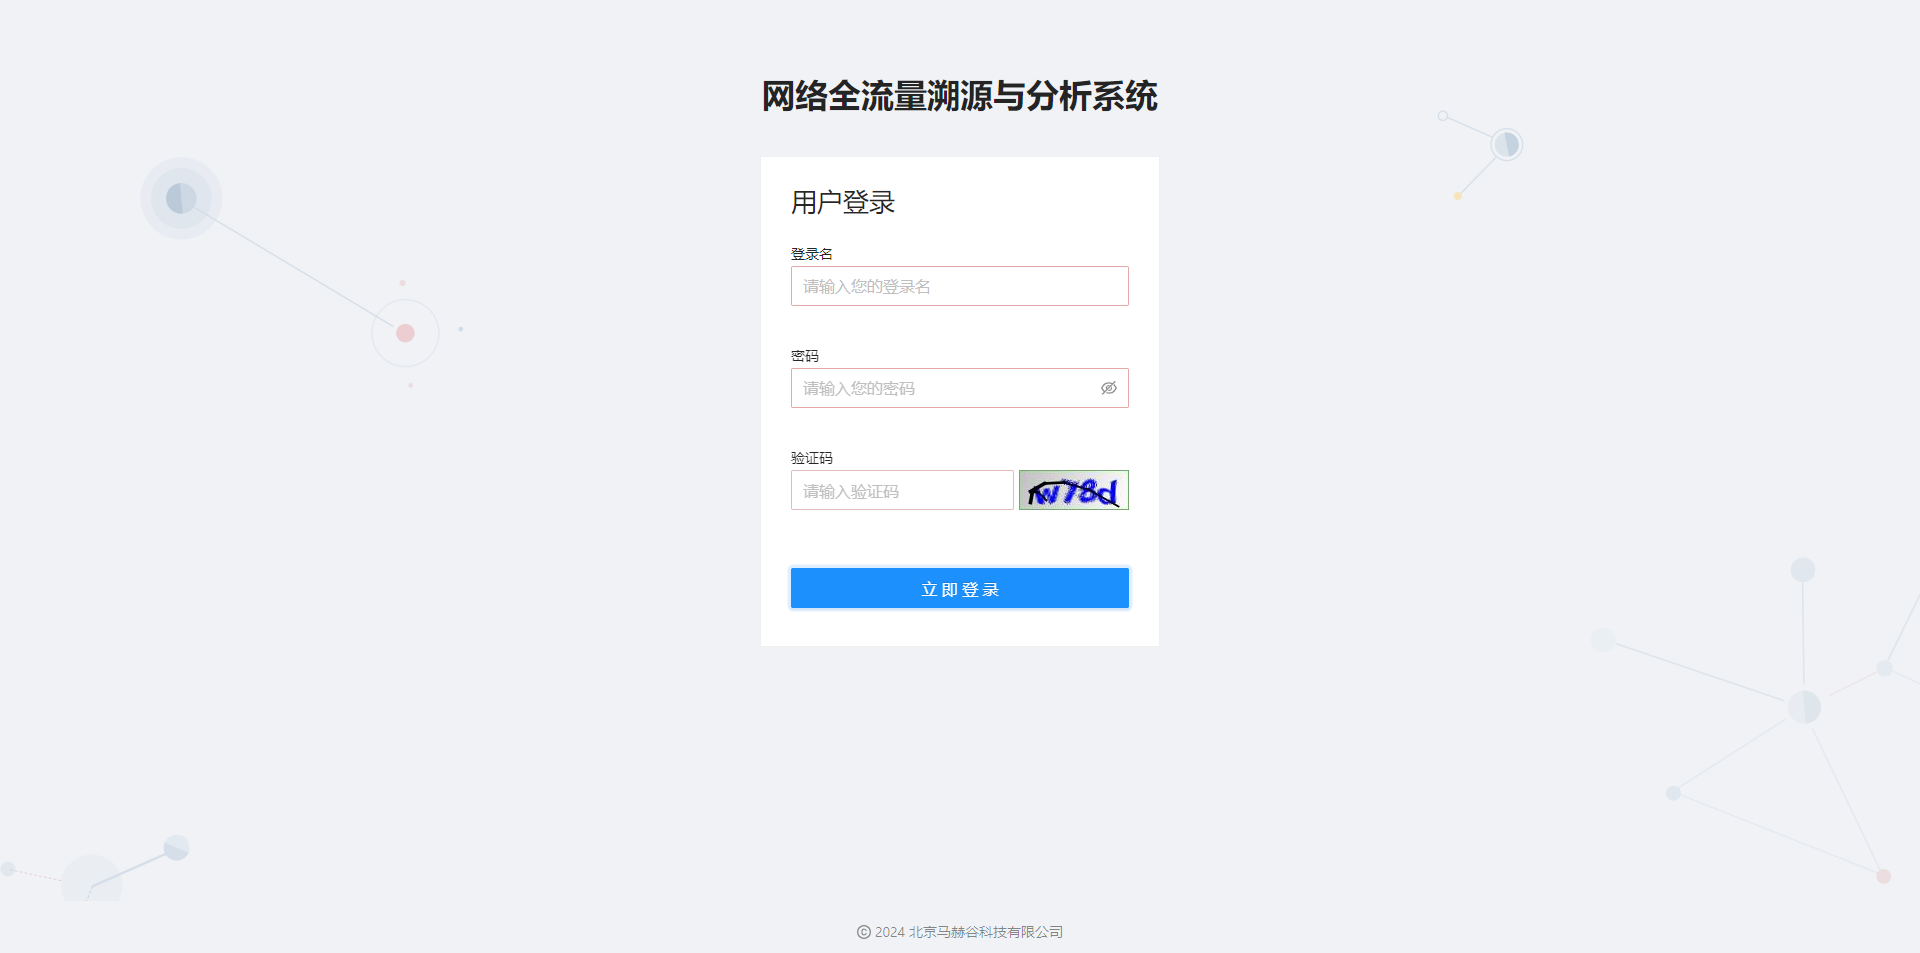 网络全流量溯源与分析系统
用户登录
登录名
请输入您的登录名
密码
请输入您的密码
验证码
请输入验证码
w78d
立即登录
© 2024 北京马赫谷科技有限公司